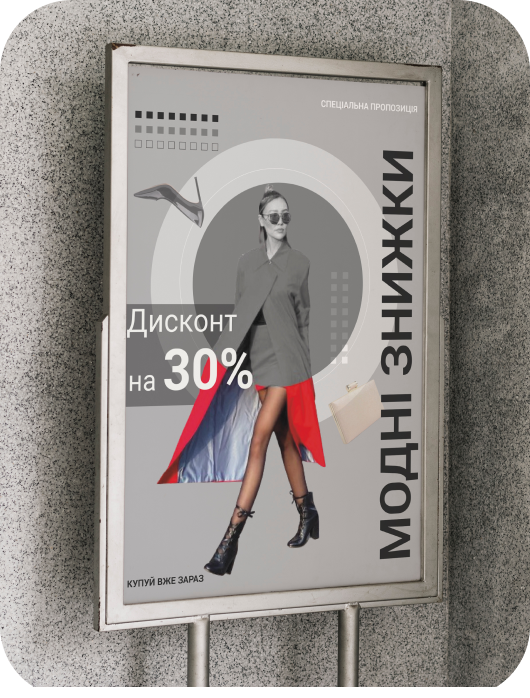 СПЕЦІАЛЬНА ПРОПОЗИЦІЯ
МОДНІ ЗНИЖКИ
Дисконт
на 30%
КУПУЙ ВЖЕ ЗАРАЗ